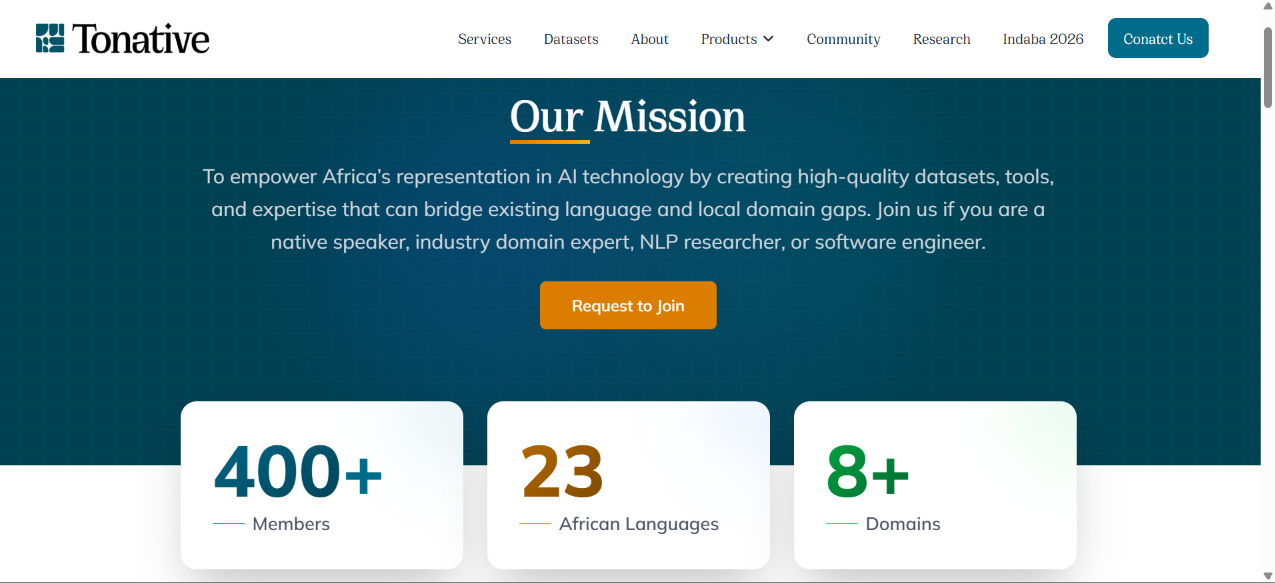 Tonative
Services Datasets About Products Community Research Indaba 2026 Conatct Us
Our Mission
To empower Africa's representation in AI technology by creating high-quality datasets, tools,
and expertise that can bridge existing language and local domain gaps. Join us if you are a
native speaker, industry domain expert, NLP researcher, or software engineer.
Request to Join
400+
Members
23
African Languages
8+
Domains